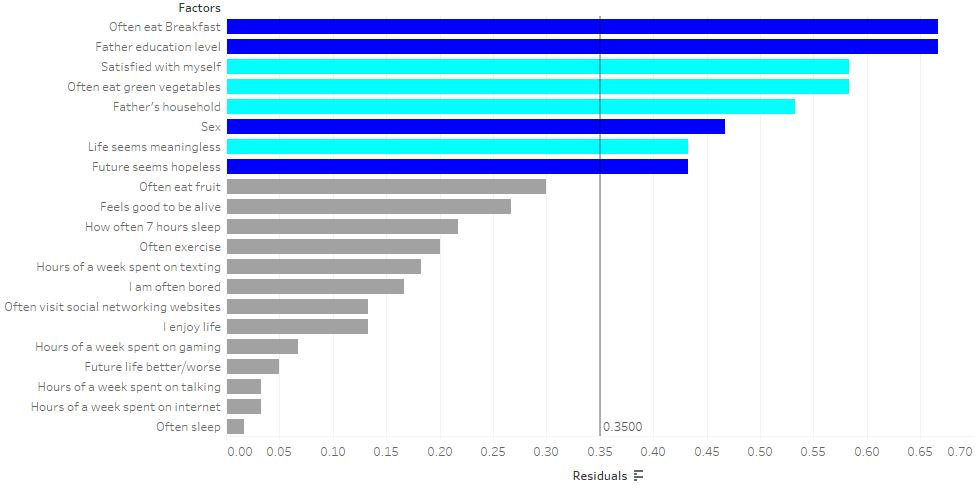 Factors
Often eat Breakfast
Father education level
Satisfied with myself
Often eat green vegetables
Father's household
Sex
Life seems meaningless
Future seems hopeless
Often eat fruit
Feels good to be alive
How often 7 hours sleep
Often exercise
Hours of a week spent on texting
I am often bored
Often visit social networking websites
I enjoy life
Hours of a week spent on gaming
Future life better/worse
Hours of a week spent on talking
Hours of a week spent on internet
Often sleep
0.3500
0.00 0.05 0.10 0.15 0.20 0.25 0.30 0.35 0.40 0.45 0.50 0.55 0.60 0.65 0.70
Residuals